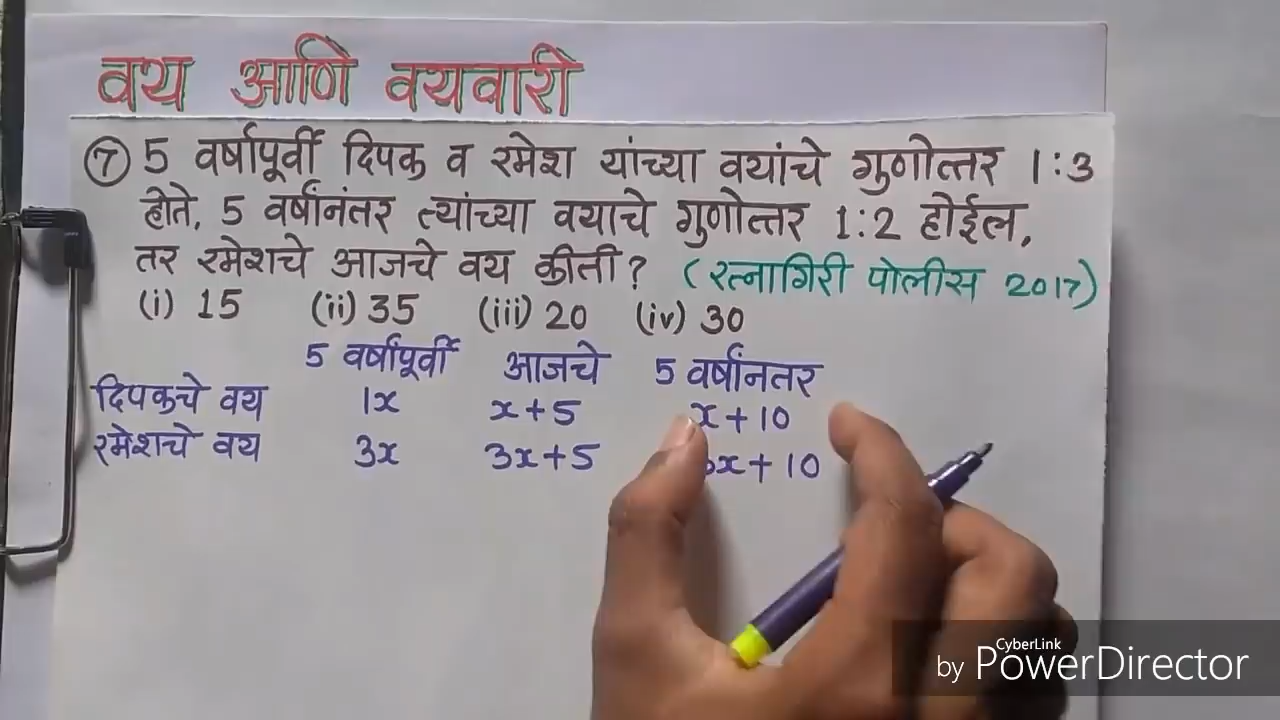 वय आणि वयवारी
(7) 5 वर्षापूर्वी दिपक व रमेश यांच्या वयांचे गुणोत्तर 1:3
होते. 5 वर्षांनंतर त्यांच्या वयाचे गुणोत्तर 1:2 होईल,
तर रमेशचे आजचे वय कीती? (रत्नागिरी पोलीस 2017)
(i) 15 (ii) 35 (iii) 20 (iv) 30
5 वर्षांपूर्वी आजचे 5 वर्षांनंतर
दिपकचे वय 1x x+5 x+10
रमेशचे वय 3x 3x+5 x+10
CyberLink
by PowerDirector